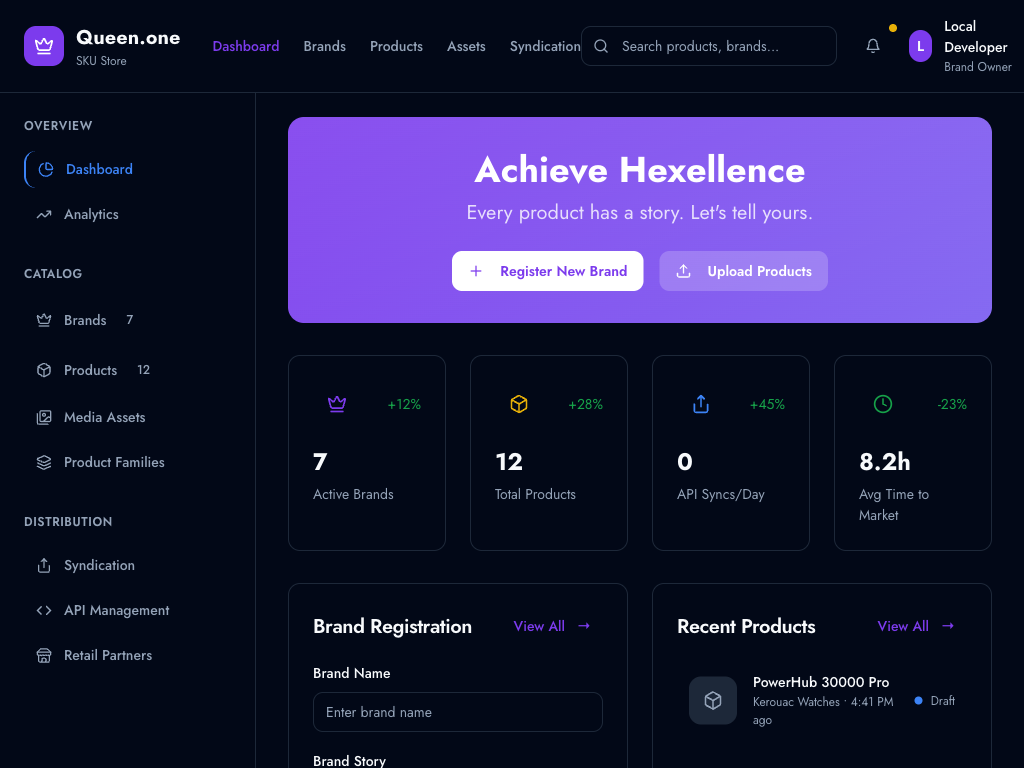 Queen.one
SKU Store
Dashboard Brands Products Assets Syndication
Search products, brands...
L
Local
Developer
Brand Owner
OVERVIEW
Dashboard
Analytics
CATALOG
Brands 7
Products 12
Media Assets
Product Families
DISTRIBUTION
Syndication
API Management
Retail Partners
Achieve Hexellence
Every product has a story. Let's tell yours.
Register New Brand
Upload Products
+12%
7
Active Brands
+28%
12
Total Products
+45%
0
API Syncs/Day
-23%
8.2h
Avg Time to
Market
Brand Registration
View All →
Brand Name
Enter brand name
Brand Story
Recent Products
View All →
PowerHub 30000 Pro
Kerouac Watches · 4:41 PM
ago
Draft